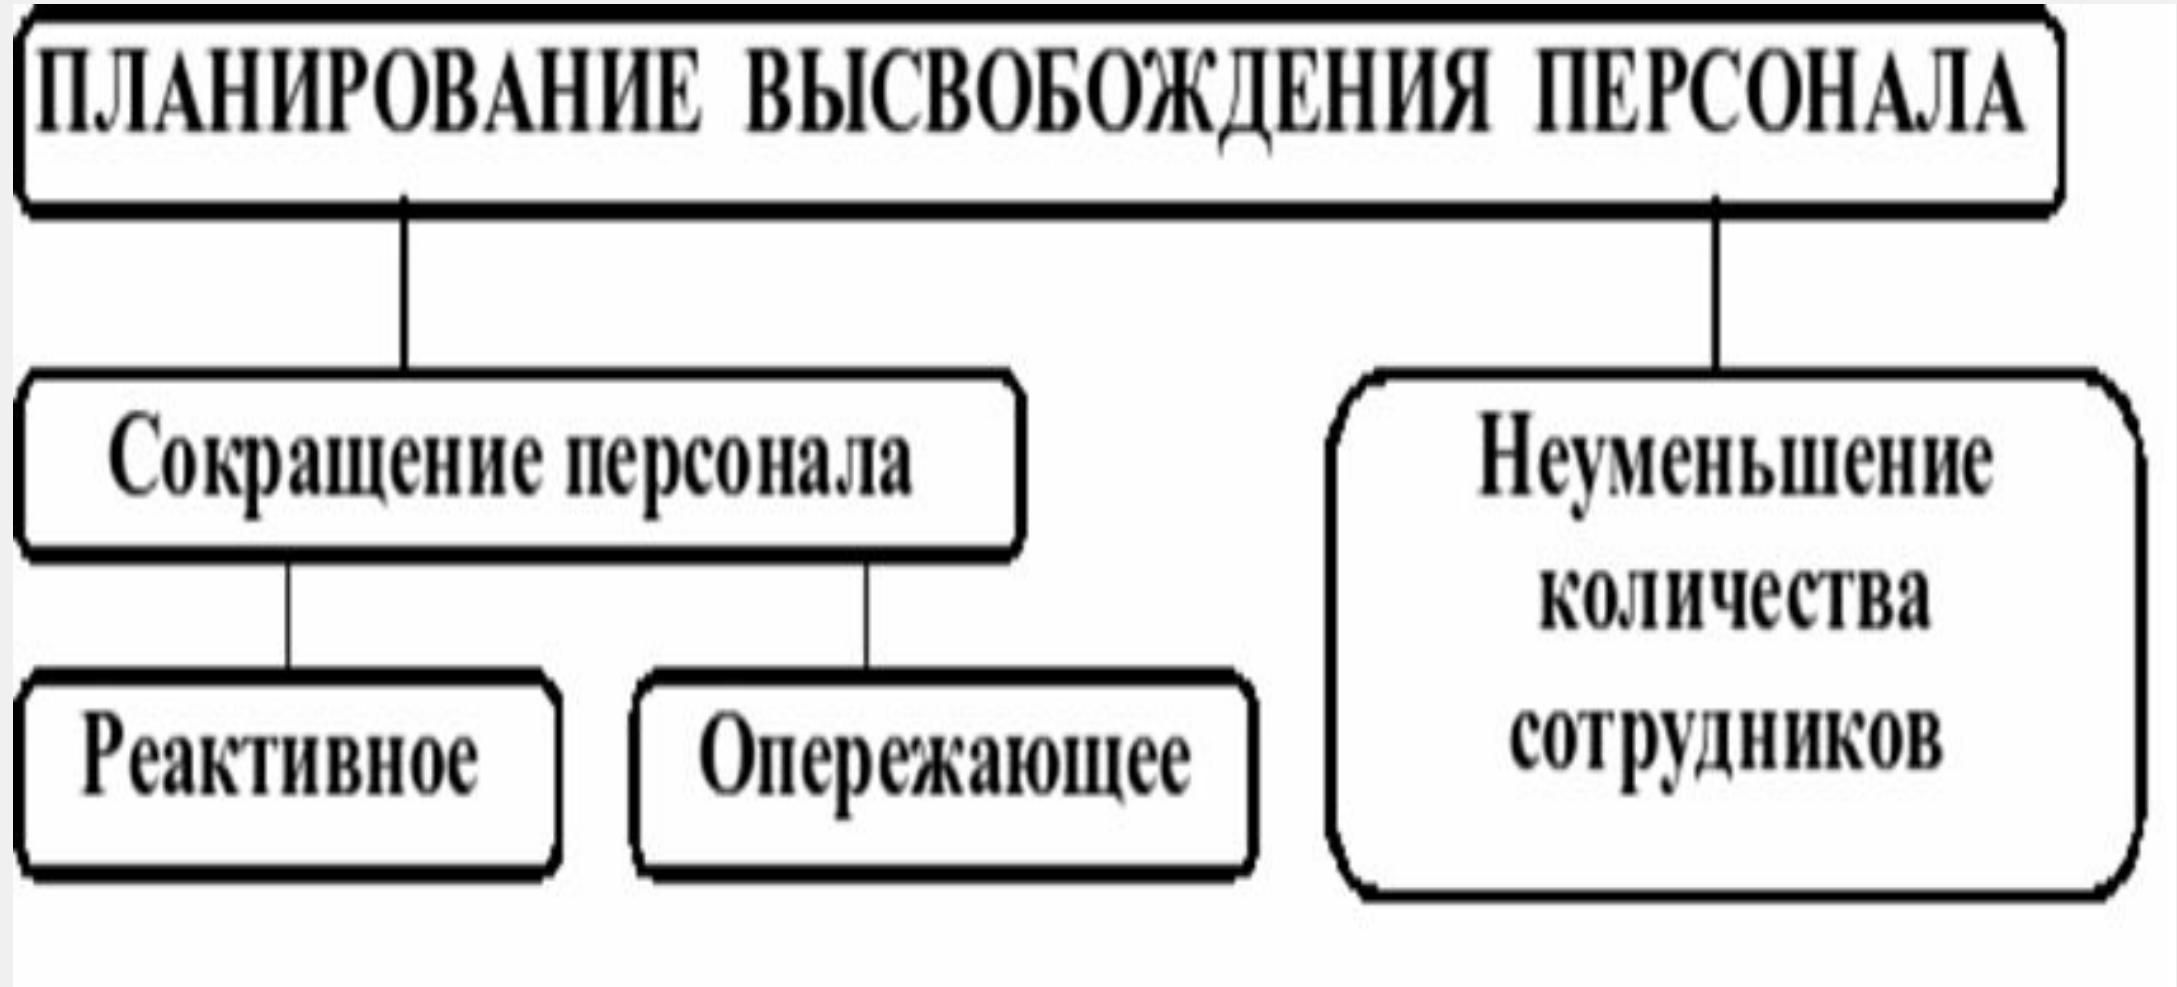 ПЛАНИРОВАНИЕ ВЫСВОБОЖДЕНИЯ ПЕРСОНАЛА
Сокращение персонала
Неуменьшение
количества
сотрудников
Реактивное
Опережающее